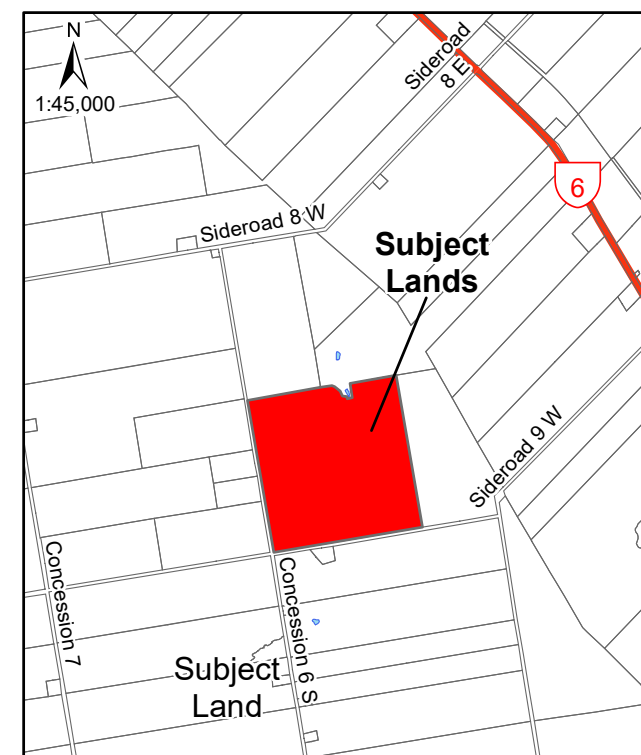 N
1:45,000
Sideroad
8 E
6
Sideroad 8 W
Subject
Lands
Sideroad 9 W
Concession 7
Concession 6 S
Subject
Land